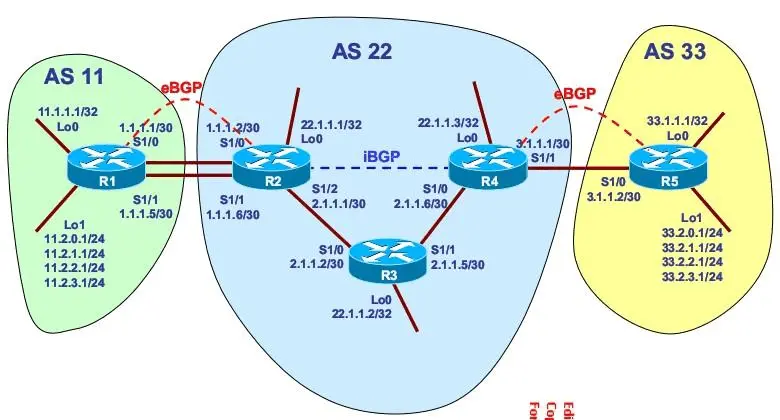 AS 11
AS 22
AS 33
eBGP
eBGP
11.1.1.1/32
Lo0
1.1.1.1/30
S1/0
1.1.1.2/30
S1/0
22.1.1.1/32
Lo0
22.1.1.3/32
Lo0
3.1.1.1/30
S1/1
33.1.1.1/32
Lo0
R1
R2
iBGP
R4
R5
S1/1
1.1.1.5/30
S1/1
1.1.1.6/30
S1/2
2.1.1.1/30
S1/0
2.1.1.6/30
S1/0
3.1.1.2/30
Lo1
11.2.0.1/24
11.2.1.1/24
11.2.2.1/24
11.2.3.1/24
Lo1
33.2.0.1/24
33.2.1.1/24
33.2.2.1/24
33.2.3.1/24
S1/0
2.1.1.2/30
S1/1
2.1.1.5/30
R3
Lo0
22.1.1.2/32
Edi
Cop
For